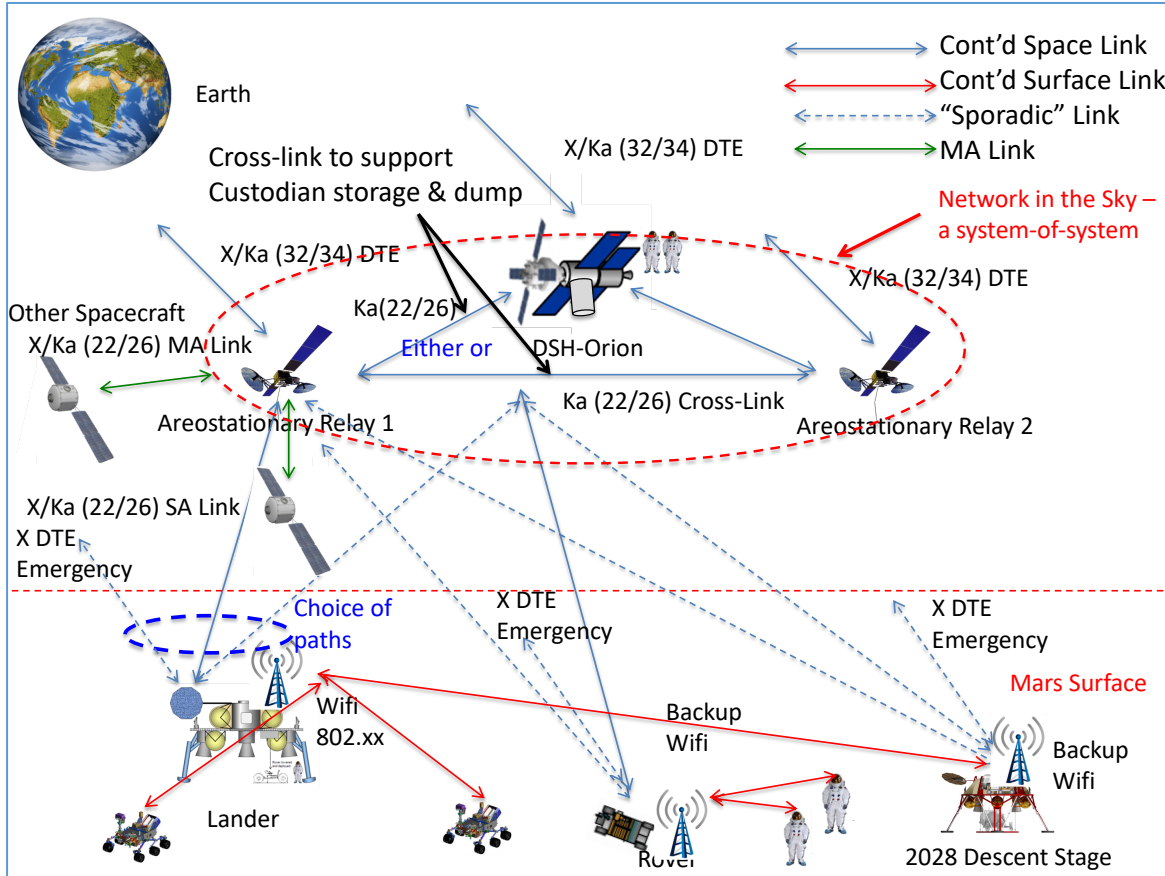 Cont'd Space Link
Cont'd Surface Link
“Sporadic” Link
MA Link
Earth
X/Ka (32/34) DTE
Cross-link to support
Custodian storage & dump
Network in the Sky –
a system-of-system
X/Ka (32/34) DTE
X/Ka (32/34) DTE
Ka(22/26)
Other Spacecraft
X/Ka (22/26) MA Link
Either or
DSH-Orion
Ka (22/26) Cross-Link
Areostationary Relay 1
Areostationary Relay 2
X/Ka (22/26) SA Link
X DTE
Emergency
Choice of
paths
X DTE
Emergency
X DTE
Emergency
Mars Surface
Wifi
802.xx
Backup
Wifi
Backup
Wifi
Lander
Rover
2028 Descent Stage